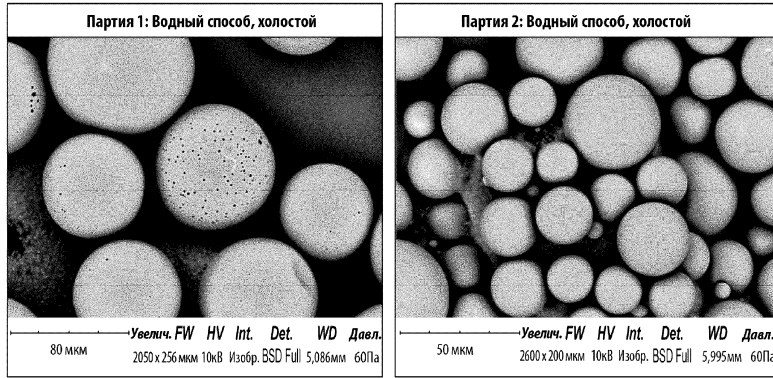 Партия 1: Водный способ, холостой
Увелич. FW HV Int. Det. WD Давл.
80 мкм 2050 x 256 мкм 10кВ Изобр. BSD Full 5,086мм 60Па
Партия 2: Водный способ, холостой
Увелич. FW HV Int. Det. WD Давл.
50 мкм 2600 x 200 мкм 10кВ Изобр. BSD Full 5,995мм 60Па